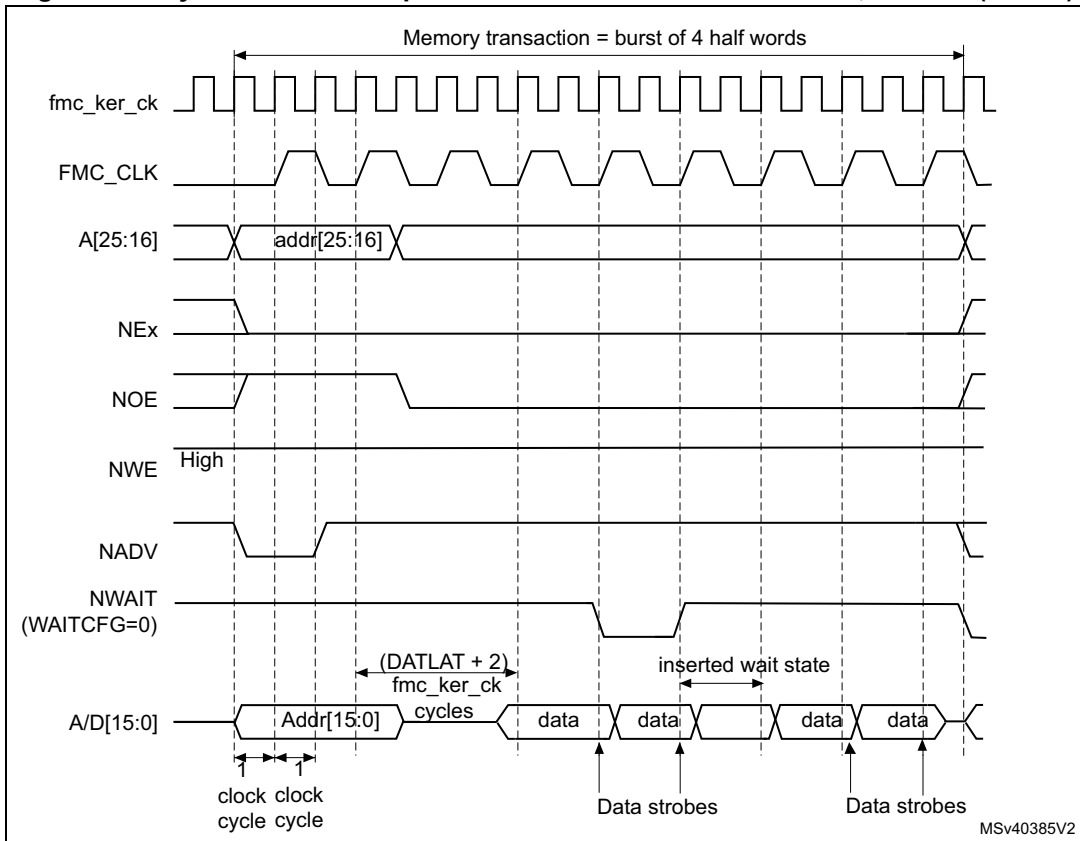 Memory transaction = burst of 4 half words
fmc_ker_ck
FMC_CLK
A[25:16]
addr[25:16]
NEx
NOE
High
NWE
NADV
NWAIT
(WAITCFG=0)
(DATLAT + 2)
inserted wait state
fmc_ker_ck
cycles
A/D[15:0]
Addr[15:0]
data
data
data
data
1
1
clock
clock
cycle
cycle
Data strobes
Data strobes
MSv40385V2